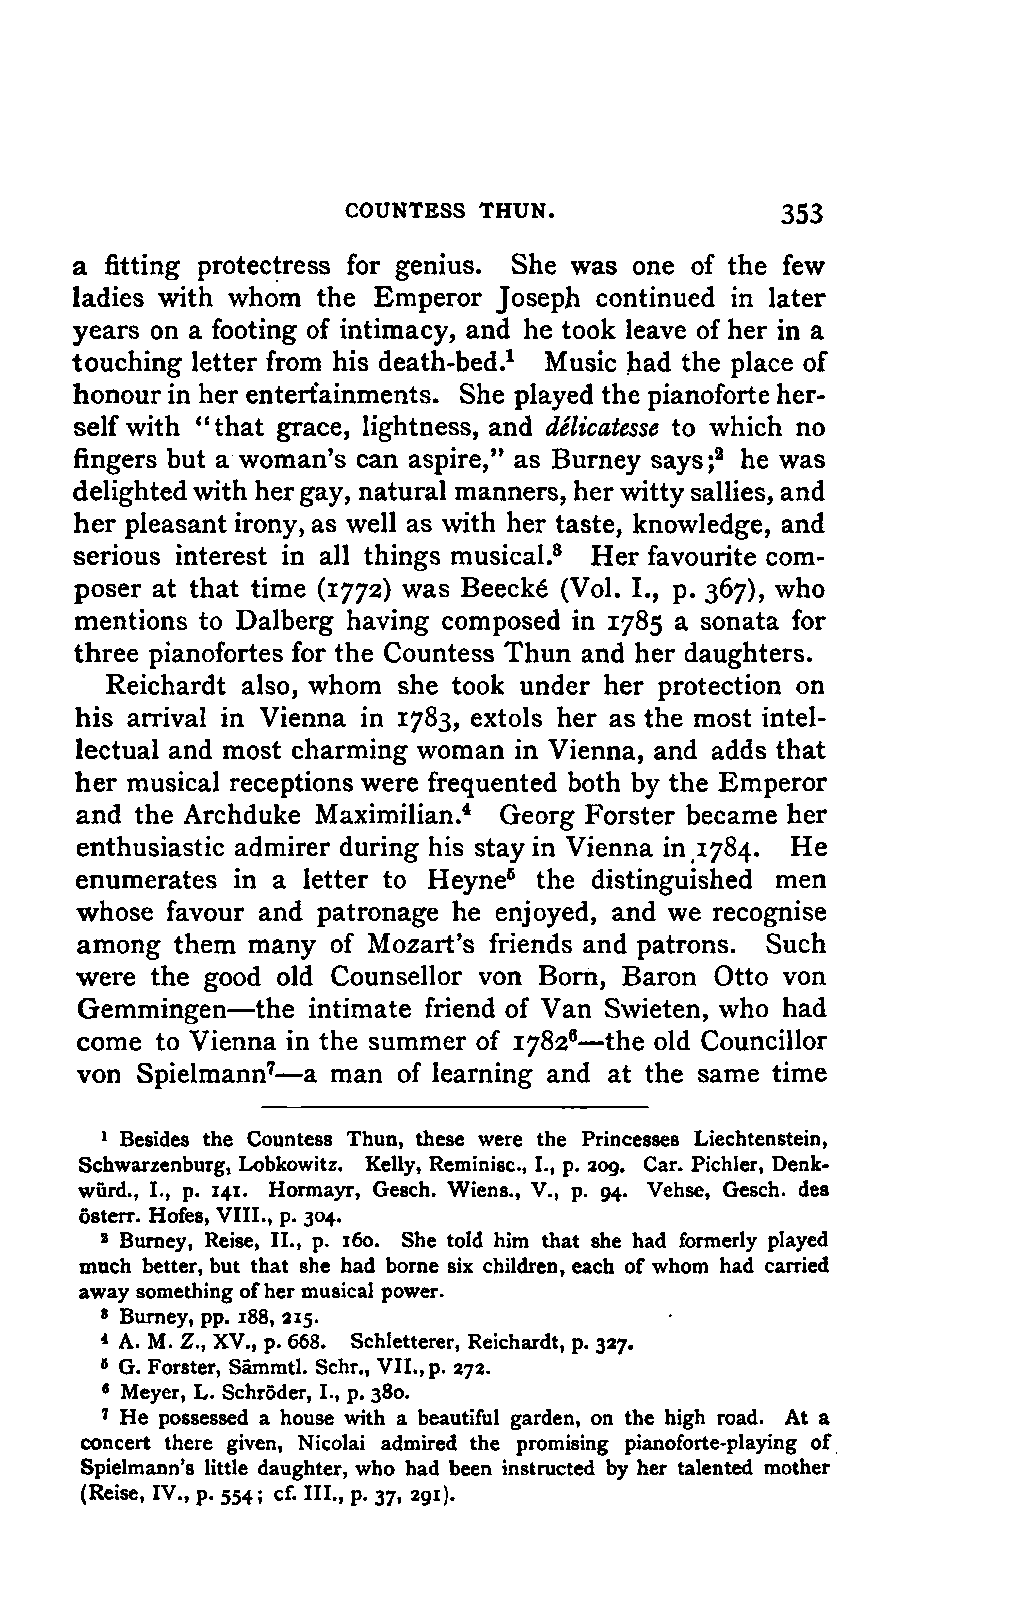 COUNTESS THUN. 353
a fitting protectress for genius. She was one of the few
ladies with whom the Emperor Joseph continued in later
years on a footing of intimacy, and he took leave of her in a
touching letter from his death-bed.¹ Music had the place of
honour in her entertainments. She played the pianoforte her-
self with "that grace, lightness, and délicatesse to which no
fingers but a woman's can aspire," as Burney says;² he was
delighted with her gay, natural manners, her witty sallies, and
her pleasant irony, as well as with her taste, knowledge, and
serious interest in all things musical.³ Her favourite com-
poser at that time (1772) was Beecké (Vol. I., p. 367), who
mentions to Dalberg having composed in 1785 a sonata for
three pianofortes for the Countess Thun and her daughters.
Reichardt also, whom she took under her protection on
his arrival in Vienna in 1783, extols her as the most intel-
lectual and most charming woman in Vienna, and adds that
her musical receptions were frequented both by the Emperor
and the Archduke Maximilian.⁴ Georg Forster became her
enthusiastic admirer during his stay in Vienna in 1784. He
enumerates in a letter to Heyne⁵ the distinguished men
whose favour and patronage he enjoyed, and we recognise
among them many of Mozart's friends and patrons. Such
were the good old Counsellor von Born, Baron Otto von
Gemmingen—the intimate friend of Van Swieten, who had
come to Vienna in the summer of 1782⁶—the old Councillor
von Spielmann⁷—a man of learning and at the same time
¹ Besides the Countess Thun, these were the Princesses Liechtenstein,
Schwarzenburg, Lobkowitz. Kelly, Reminisc., I., p. 209. Car. Pichler, Denk-
würd., I., p. 141. Hormayr, Gesch. Wiens., V., p. 94. Vehse, Gesch. des
österr. Hofes, VIII., p. 304.
² Burney, Reise, II., p. 160. She told him that she had formerly played
much better, but that she had borne six children, each of whom had carried
away something of her musical power.
³ Burney, pp. 188, 215.
⁴ A. M. Z., XV., p. 668. Schletterer, Reichardt, p. 327.
⁵ G. Forster, Sämmtl. Schr., VII., p. 272.
⁶ Meyer, L. Schröder, I., p. 380.
⁷ He possessed a house with a beautiful garden, on the high road. At a
concert there given, Nicolai admired the promising pianoforte-playing of
Spielmann's little daughter, who had been instructed by her talented mother
(Reise, IV., p. 554; cf. III., p. 37, 291).